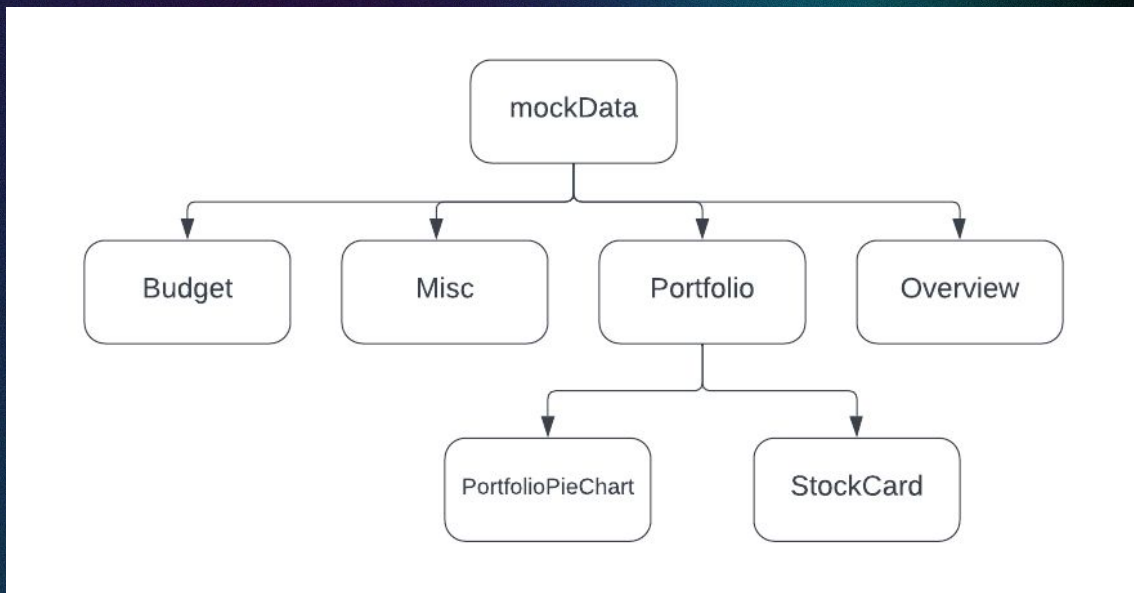 mockData
Budget
Misc
Portfolio
Overview
PortfolioPieChart
StockCard